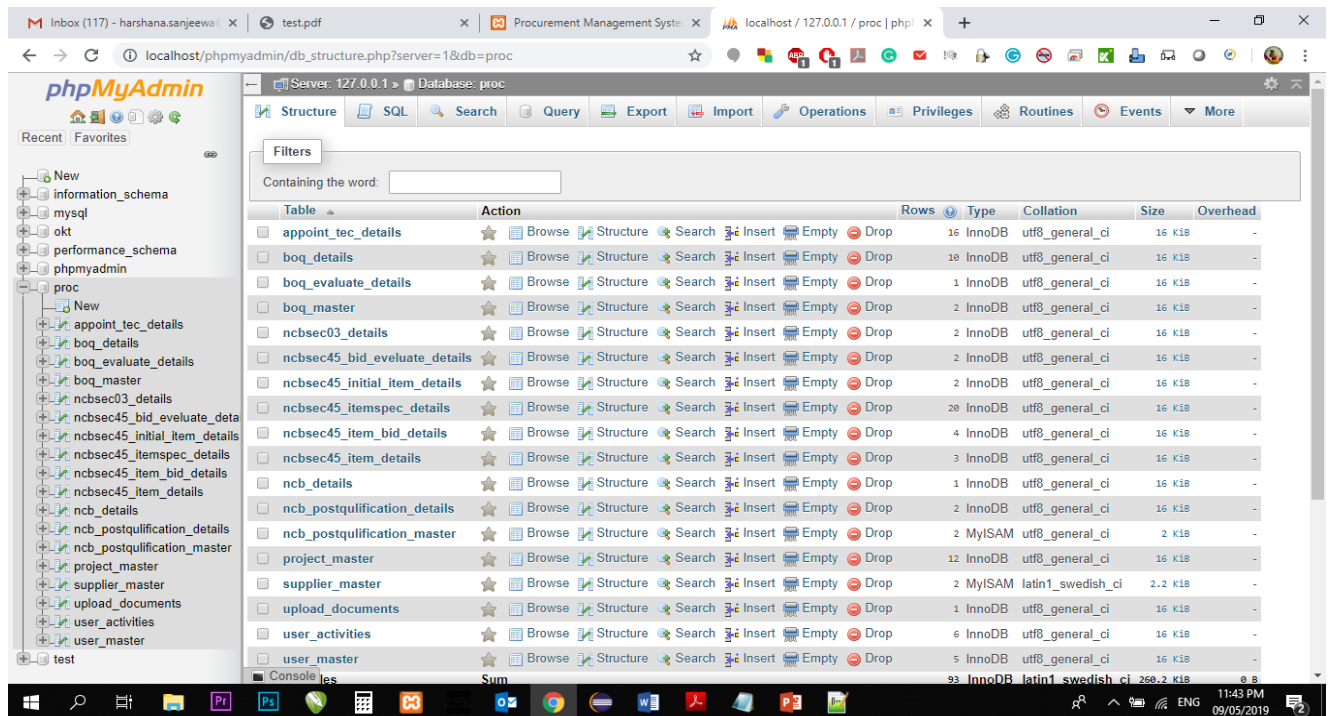 Inbox (117) - harshana.sanjeewa
test.pdf
Procurement Management Syste
localhost / 127.0.0.1 / proc | php
localhost/phpmyadmin/db_structure.php?server=1&db=proc
phpMyAdmin
Recent Favorites
New
information_schema
mysql
okt
performance_schema
phpmyadmin
proc
New
appoint_tec_details
boq_details
boq_evaluate_details
boq_master
ncbsec03_details
ncbsec45_bid_eveluate_deta
ncbsec45_initial_item_details
ncbsec45_itemspec_details
ncbsec45_item_bid_details
ncbsec45_item_details
ncb_details
ncb_postqulification_details
ncb_postqulification_master
project_master
supplier_master
upload_documents
user_activities
user_master
test
Server: 127.0.0.1 » Database: proc
Structure SQL Search Query Export Import Operations Privileges Routines Events More
Filters
Containing the word:
Table Action Rows Type Collation Size Overhead
appoint_tec_details Browse Structure Search Insert Empty Drop 16 InnoDB utf8_general_ci 16 KiB -
boq_details Browse Structure Search Insert Empty Drop 10 InnoDB utf8_general_ci 16 KiB -
boq_evaluate_details Browse Structure Search Insert Empty Drop 1 InnoDB utf8_general_ci 16 KiB -
boq_master Browse Structure Search Insert Empty Drop 2 InnoDB utf8_general_ci 16 KiB -
ncbsec03_details Browse Structure Search Insert Empty Drop 2 InnoDB utf8_general_ci 16 KiB -
ncbsec45_bid_eveluate_details Browse Structure Search Insert Empty Drop 2 InnoDB utf8_general_ci 16 KiB -
ncbsec45_initial_item_details Browse Structure Search Insert Empty Drop 2 InnoDB utf8_general_ci 16 KiB -
ncbsec45_itemspec_details Browse Structure Search Insert Empty Drop 20 InnoDB utf8_general_ci 16 KiB -
ncbsec45_item_bid_details Browse Structure Search Insert Empty Drop 4 InnoDB utf8_general_ci 16 KiB -
ncbsec45_item_details Browse Structure Search Insert Empty Drop 3 InnoDB utf8_general_ci 16 KiB -
ncb_details Browse Structure Search Insert Empty Drop 1 InnoDB utf8_general_ci 16 KiB -
ncb_postqulification_details Browse Structure Search Insert Empty Drop 2 InnoDB utf8_general_ci 16 KiB -
ncb_postqulification_master Browse Structure Search Insert Empty Drop 2 MyISAM utf8_general_ci 2 KiB -
project_master Browse Structure Search Insert Empty Drop 12 InnoDB utf8_general_ci 16 KiB -
supplier_master Browse Structure Search Insert Empty Drop 2 MyISAM latin1_swedish_ci 2.2 KiB -
upload_documents Browse Structure Search Insert Empty Drop 1 InnoDB utf8_general_ci 16 KiB -
user_activities Browse Structure Search Insert Empty Drop 6 InnoDB utf8_general_ci 16 KiB -
user_master Browse Structure Search Insert Empty Drop 5 InnoDB utf8_general_ci 16 KiB -
Console les Sum 93 InnoDB latin1_swedish_ci 260.2 KiB 0 B
ENG
11:43 PM
09/05/2019